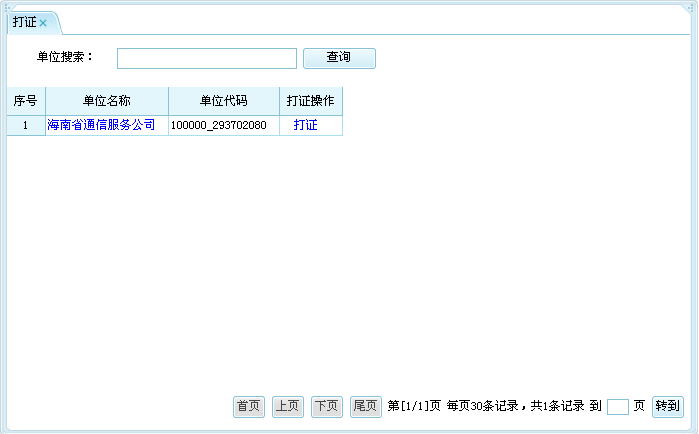 打证
单位搜索： 查询
序号 单位名称 单位代码 打证操作
1 海南省通信服务公司 100000_293702080 打证
首页 上页 下页 尾页 第[1/1]页 每页30条记录，共1条记录 到 页 转到